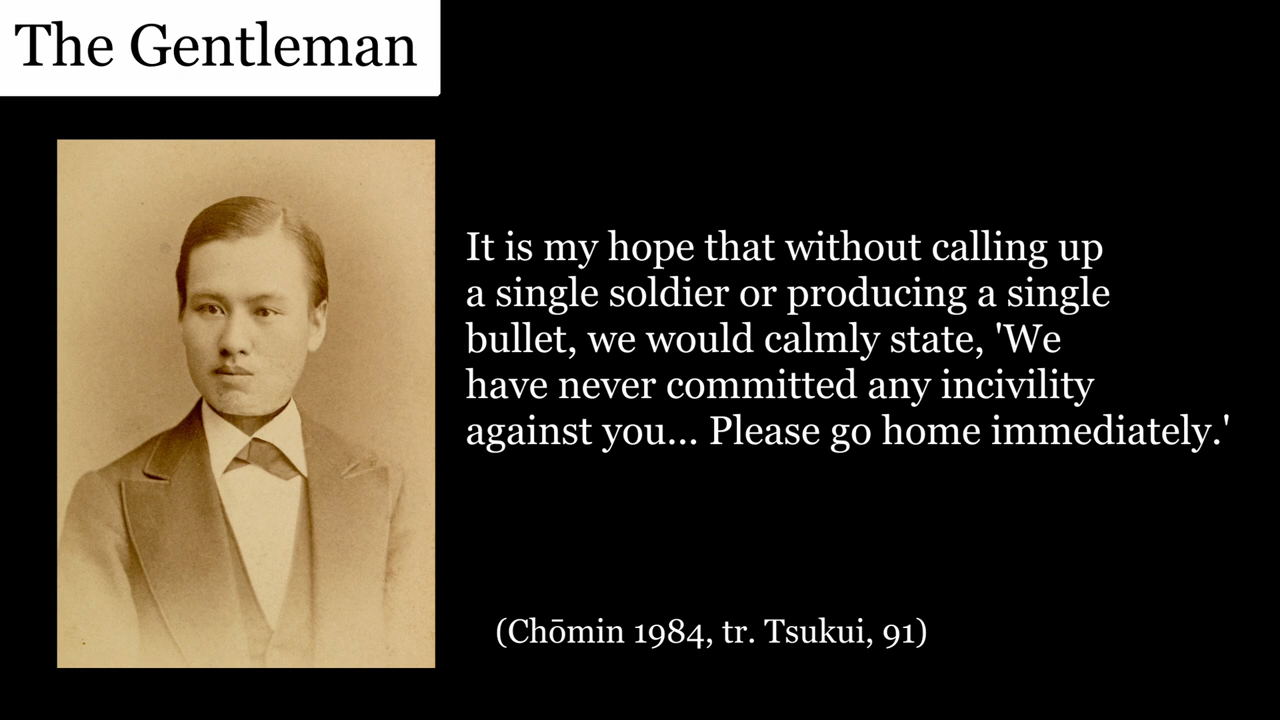 The Gentleman
It is my hope that without calling up
a single soldier or producing a single
bullet, we would calmly state, 'We
have never committed any incivility
against you... Please go home immediately.'
(Chōmin 1984, tr. Tsukui, 91)